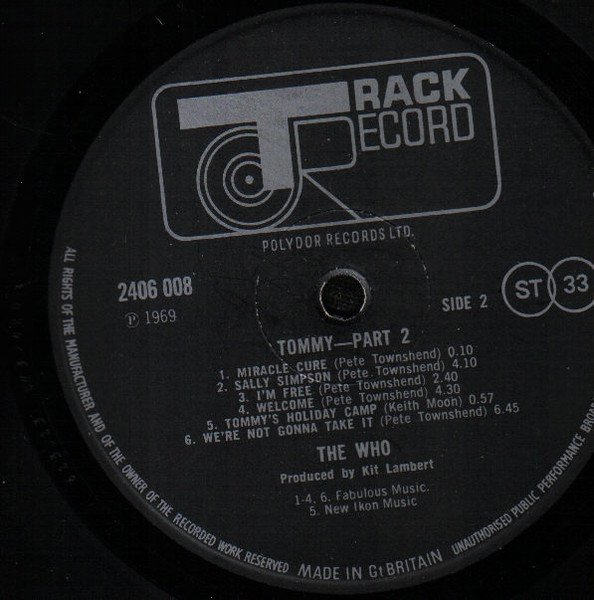 TRACK
RECORD
POLYDOR RECORDS LTD.
2406 008
℗ 1969
SIDE 2
ST 33
TOMMY—PART 2
1. MIRACLE CURE (Pete Townshend) 0.10
2. SALLY SIMPSON (Pete Townshend) 4.10
3. I'M FREE (Pete Townshend) 2.40
4. WELCOME (Pete Townshend) 4.30
5. TOMMY'S HOLIDAY CAMP (Keith Moon) 0.57
6. WE'RE NOT GONNA TAKE IT (Pete Townshend) 6.45
THE WHO
Produced by Kit Lambert
1-4, 6. Fabulous Music.
5. New Ikon Music
ALL RIGHTS OF THE MANUFACTURER AND OF THE OWNER OF THE RECORDED WORK RESERVED
MADE IN Gt BRITAIN
UNAUTHORISED PUBLIC PERFORMANCE BROAD